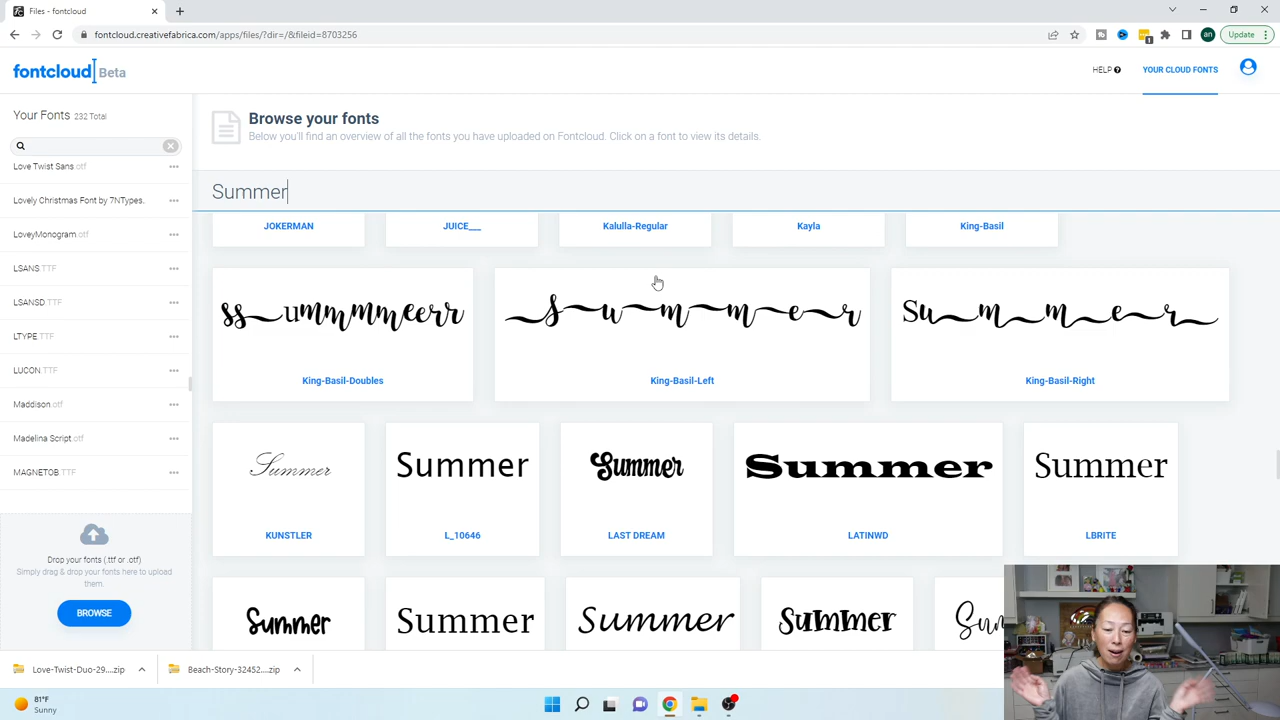 Files - fontcloud
fontcloud.creativefabrica.com/apps/files/?dir=/&fileid=8703256
1
an
Update
fontcloud Beta
HELP
YOUR CLOUD FONTS
Your Fonts 232 Total
Browse your fonts
Below you'll find an overview of all the fonts you have uploaded on Fontcloud. Click on a font to view its details.
Summer
Love Twist Sans.otf
Lovely Christmas Font by 7NTypes.
LoveyMonogram.otf
LSANS.TTF
LSANSD.TTF
LTYPE.TTF
LUCON.TTF
Maddison.otf
Madelina Script.otf
MAGNETOB.TTF
Drop your fonts (.ttf or .otf)
Simply drag & drop your fonts here to upload
them.
BROWSE
JOKERMAN
JUICE___
Kalulla-Regular
Kayla
King-Basil
ssummmmeerr
summer
Summer
King-Basil-Doubles
King-Basil-Left
King-Basil-Right
Summer
Summer
Summer
Summer
Summer
KUNSTLER
L_10646
LAST DREAM
LATINWD
LBRITE
Summer
Summer
Summer
Summer
Love-Twist-Duo-29....zip
Beach-Story-32452....zip
81°F
Sunny